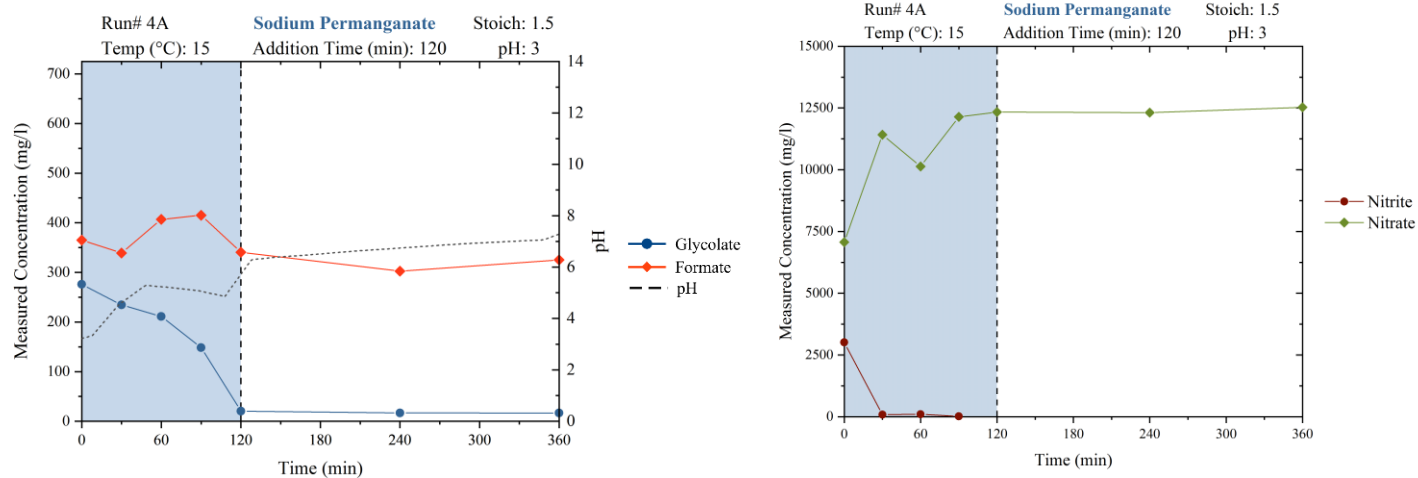 Run# 4A Sodium Permanganate Stoich: 1.5
Temp (°C): 15 Addition Time (min): 120 pH: 3
700
600
500
400
300
200
100
0
Measured Concentration (mg/l)
14
12
10
8
6
4
2
0
pH
0 60 120 180 240 300 360
Time (min)
Glycolate
Formate
pH
Run# 4A Sodium Permanganate Stoich: 1.5
Temp (°C): 15 Addition Time (min): 120 pH: 3
15000
12500
10000
7500
5000
2500
0
Measured Concentration (mg/l)
0 60 120 180 240 300 360
Time (min)
Nitrite
Nitrate